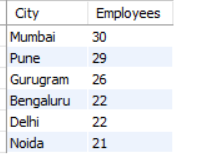 City Employees
Mumbai 30
Pune 29
Gurugram 26
Bengaluru 22
Delhi 22
Noida 21